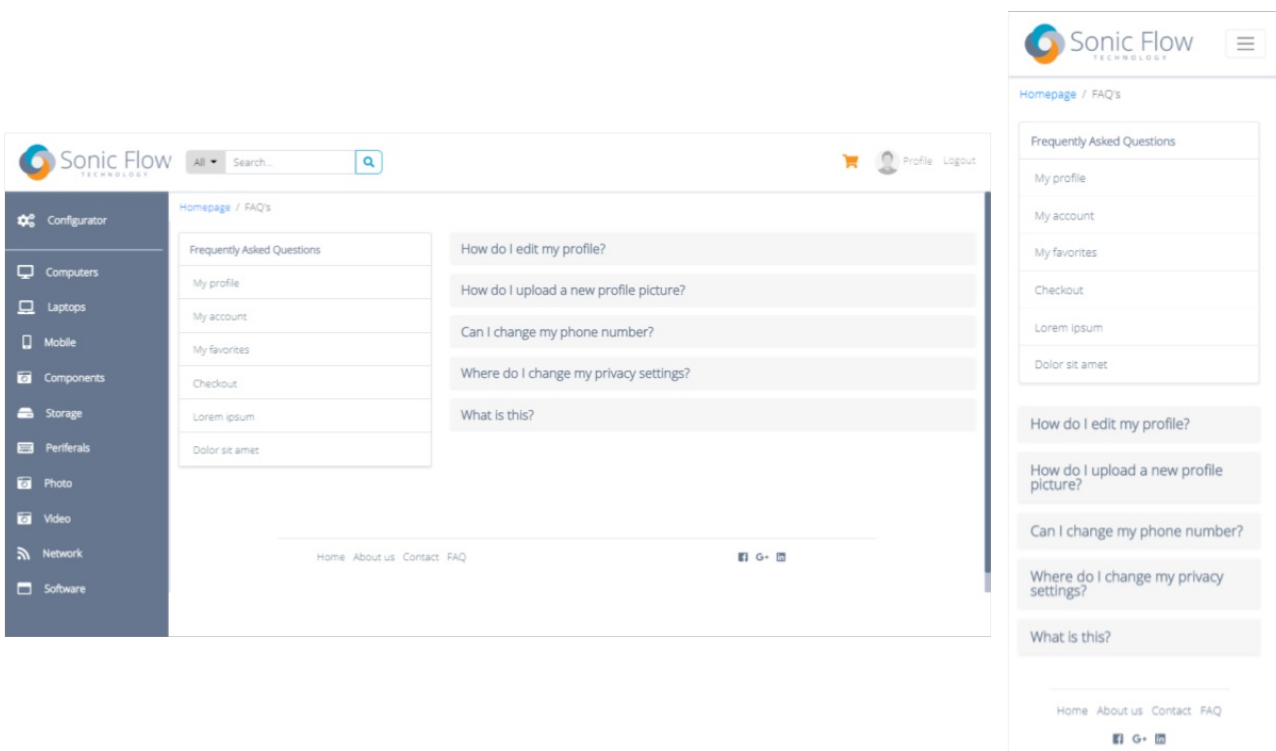 Sonic Flow
TECHNOLOGY
All
Search...
Profile Logout
Configurator
Computers
Laptops
Mobile
Components
Storage
Periferals
Photo
Video
Network
Software
Homepage / FAQ's
Frequently Asked Questions
My profile
My account
My favorites
Checkout
Lorem ipsum
Dolor sit amet
How do I edit my profile?
How do I upload a new profile picture?
Can I change my phone number?
Where do I change my privacy settings?
What is this?
Home About us Contact FAQ
G+ in
Sonic Flow
TECHNOLOGY
Homepage / FAQ's
Frequently Asked Questions
My profile
My account
My favorites
Checkout
Lorem ipsum
Dolor sit amet
How do I edit my profile?
How do I upload a new profile
picture?
Can I change my phone number?
Where do I change my privacy
settings?
What is this?
Home About us Contact FAQ
G+ in